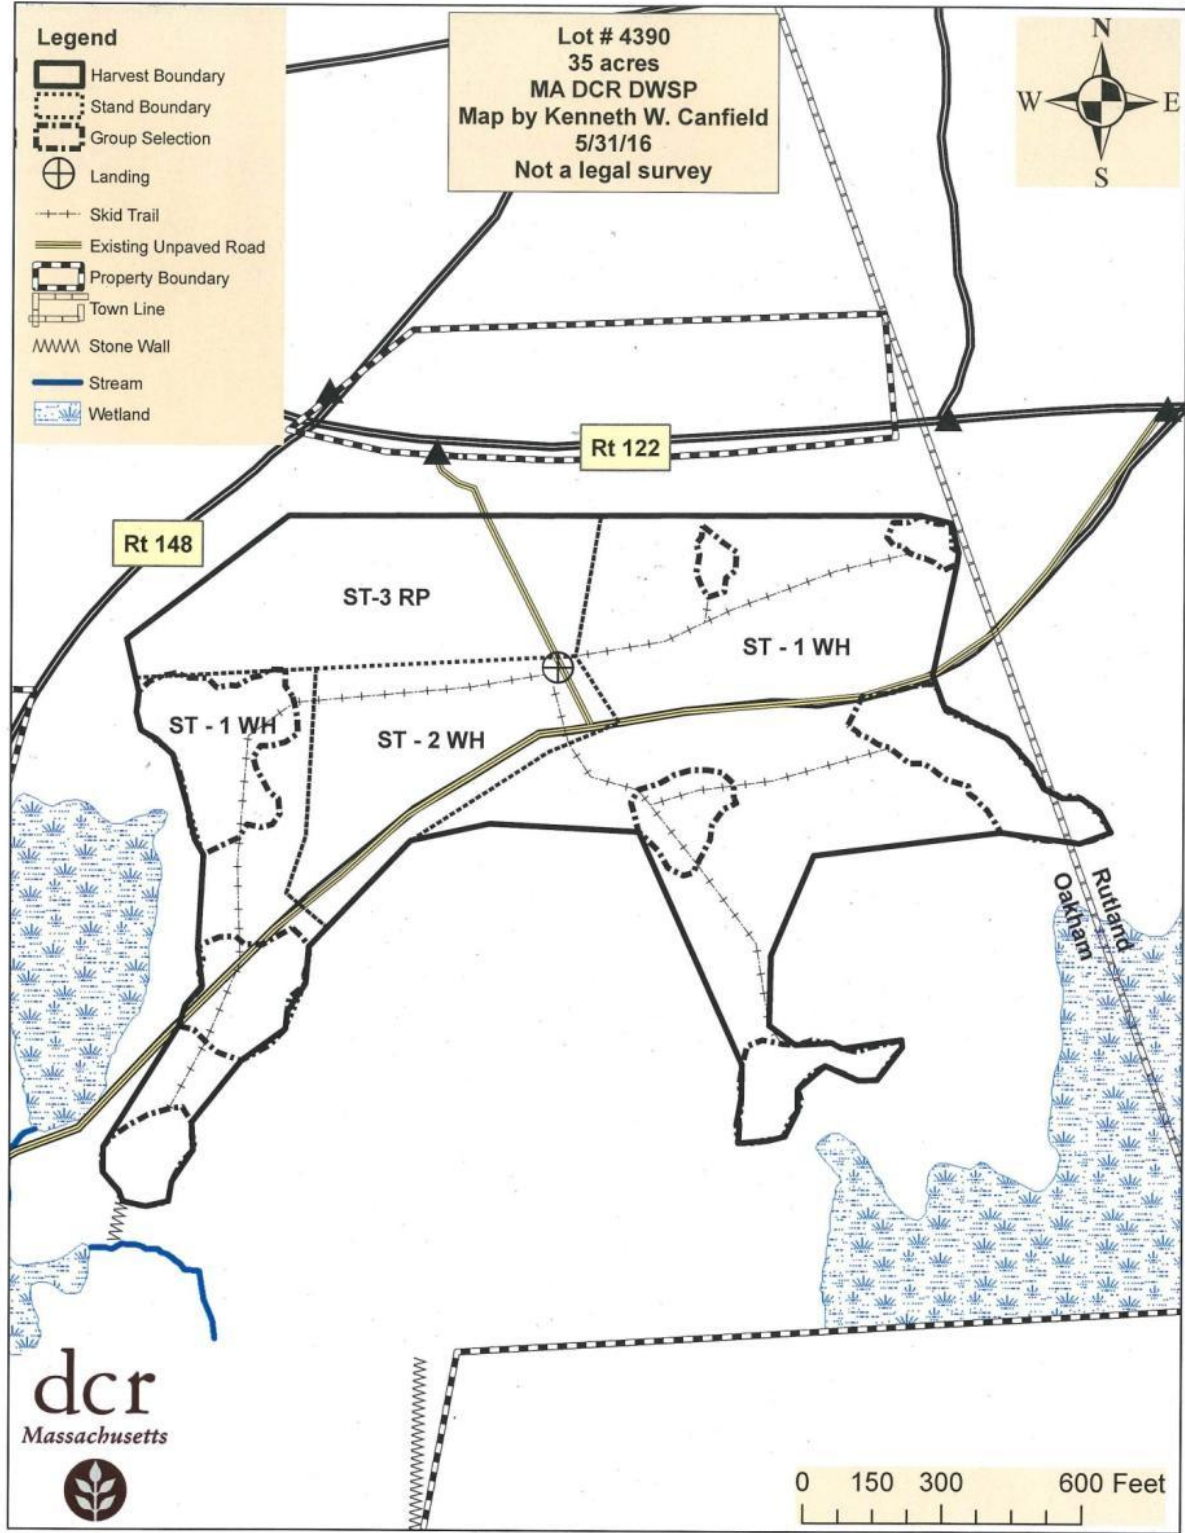 Legend
Harvest Boundary
Stand Boundary
Group Selection
Landing
Skid Trail
Existing Unpaved Road
Property Boundary
Town Line
Stone Wall
Stream
Wetland
Lot # 4390
35 acres
MA DCR DWSP
Map by Kenneth W. Canfield
5/31/16
Not a legal survey
N
W E
S
Rt 122
Rt 148
ST-3 RP
ST - 1 WH
ST - 1 WH
ST - 2 WH
Rutland
Oakham
dcr
Massachusetts
0 150 300 600 Feet